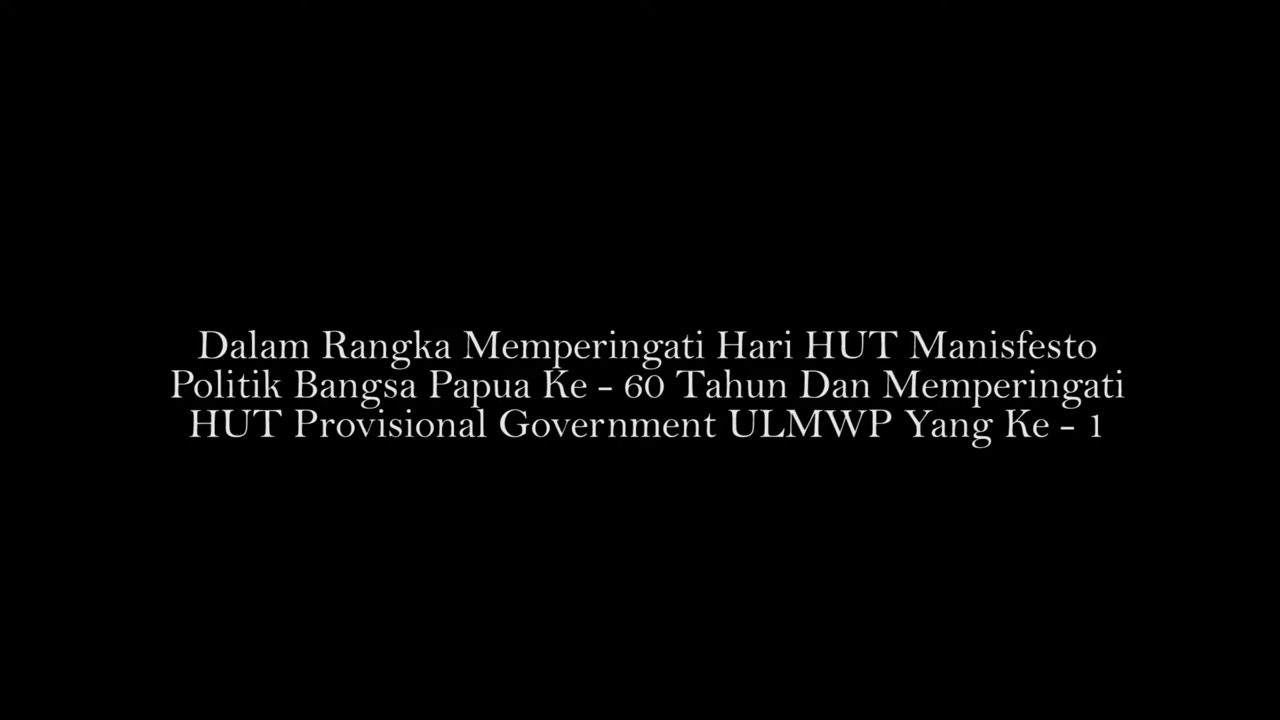 Dalam Rangka Memperingati Hari HUT Manisfesto
Politik Bangsa Papua Ke - 60 Tahun Dan Memperingati
HUT Provisional Government ULMWP Yang Ke - 1